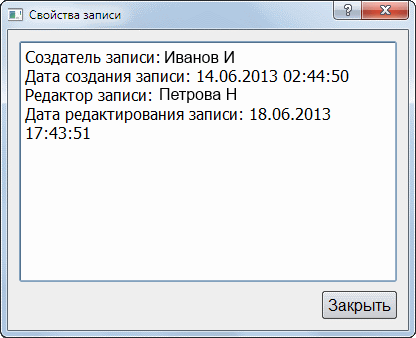 Свойства записи
Создатель записи: Иванов И
Дата создания записи: 14.06.2013 02:44:50
Редактор записи: Петрова Н
Дата редактирования записи: 18.06.2013
17:43:51
Закрыть